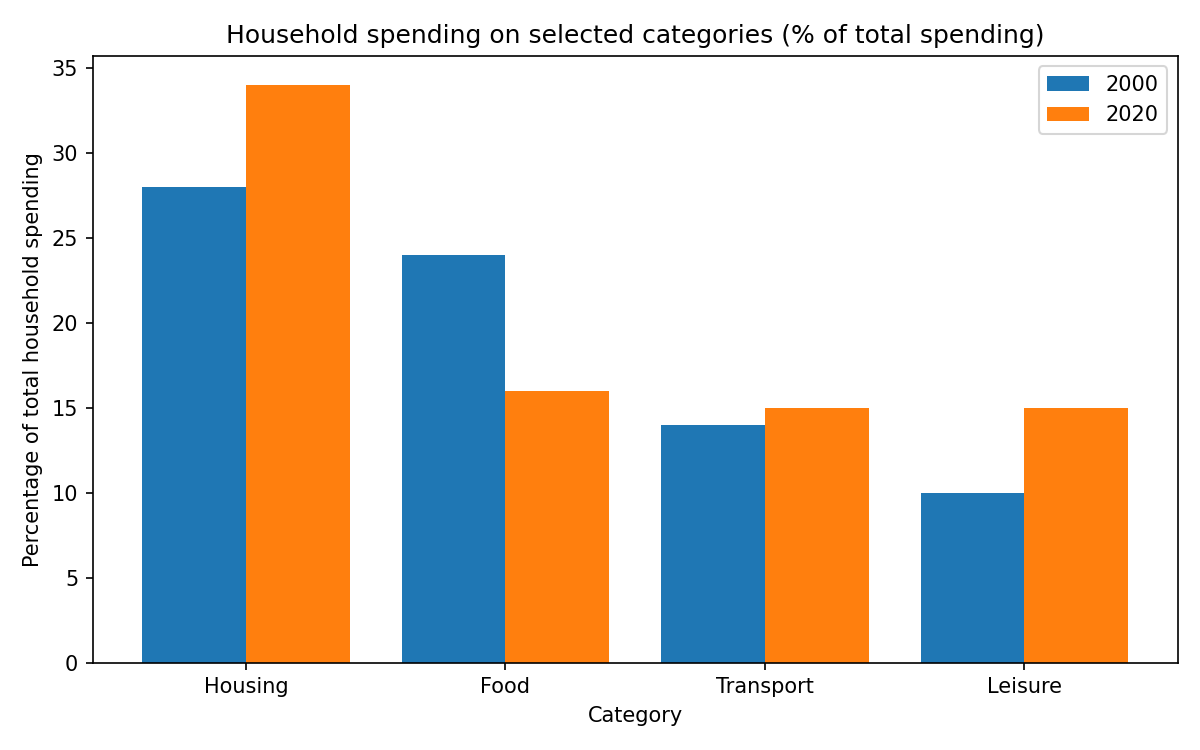 Household spending on selected categories (% of total spending)
Percentage of total household spending
35
30
25
20
15
10
5
0
2000
2020
Housing
Food
Transport
Leisure
Category